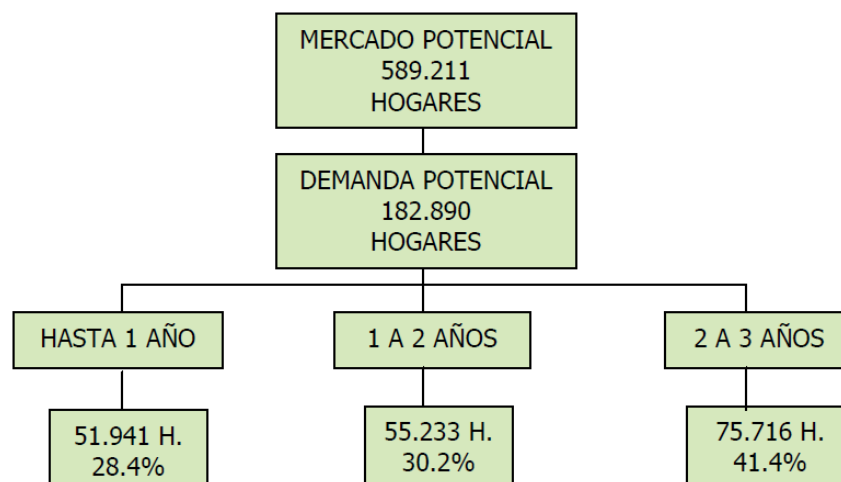 MERCADO POTENCIAL
589.211
HOGARES
DEMANDA POTENCIAL
182.890
HOGARES
HASTA 1 AÑO
1 A 2 AÑOS
2 A 3 AÑOS
51.941 H.
28.4%
55.233 H.
30.2%
75.716 H.
41.4%